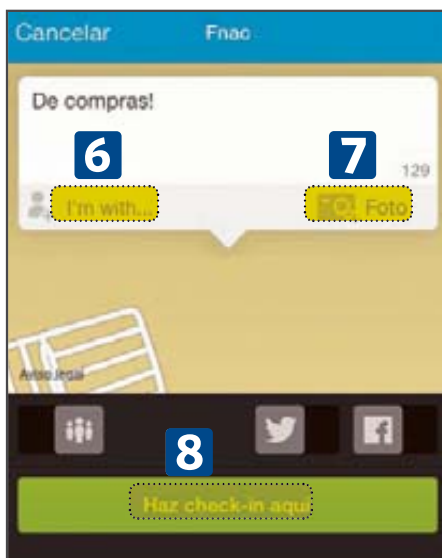 Cancelar Fnac
De compras!
6 7
129
I'm with... Foto
Aviso legal
8
Haz check-in aquí